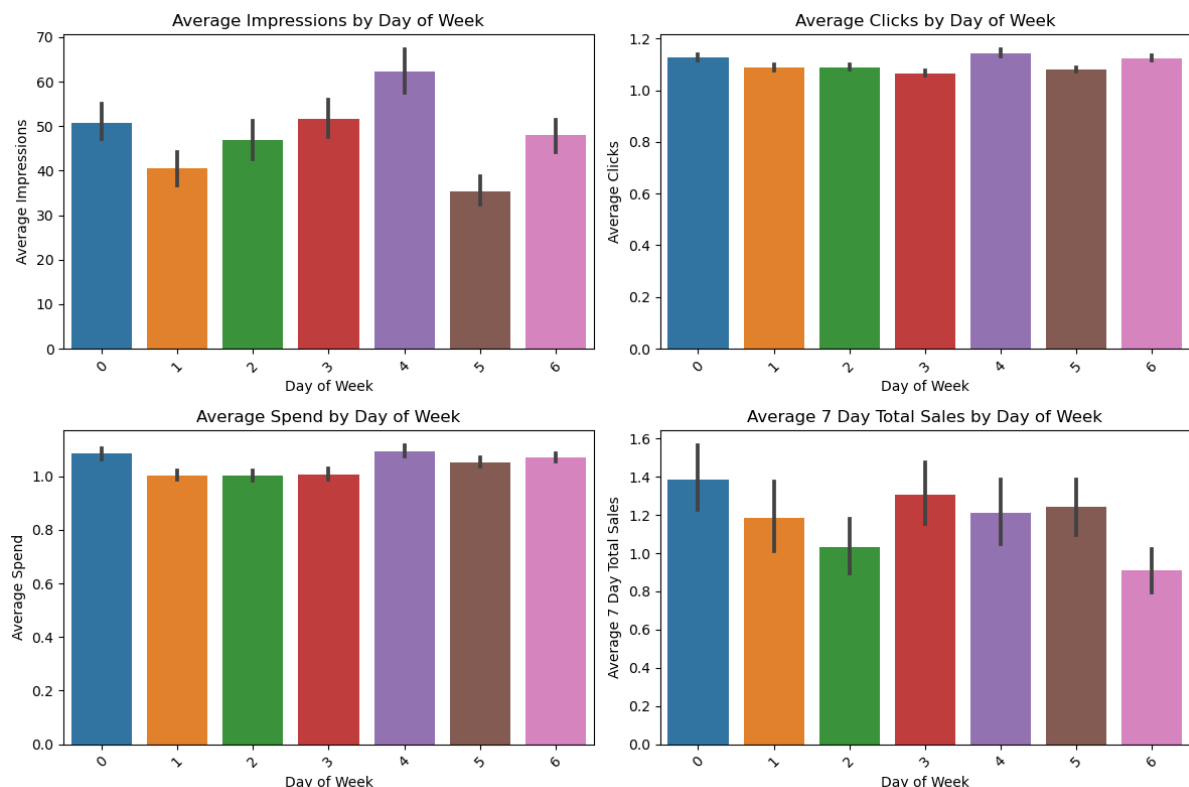 Average Impressions by Day of Week
70
60
50
40
30
20
10
0
Average Impressions
0 1 2 3 4 5 6
Day of Week
Average Clicks by Day of Week
1.2
1.0
0.8
0.6
0.4
0.2
0.0
Average Clicks
0 1 2 3 4 5 6
Day of Week
Average Spend by Day of Week
1.0
0.8
0.6
0.4
0.2
0.0
Average Spend
0 1 2 3 4 5 6
Day of Week
Average 7 Day Total Sales by Day of Week
1.6
1.4
1.2
1.0
0.8
0.6
0.4
0.2
0.0
Average 7 Day Total Sales
0 1 2 3 4 5 6
Day of Week